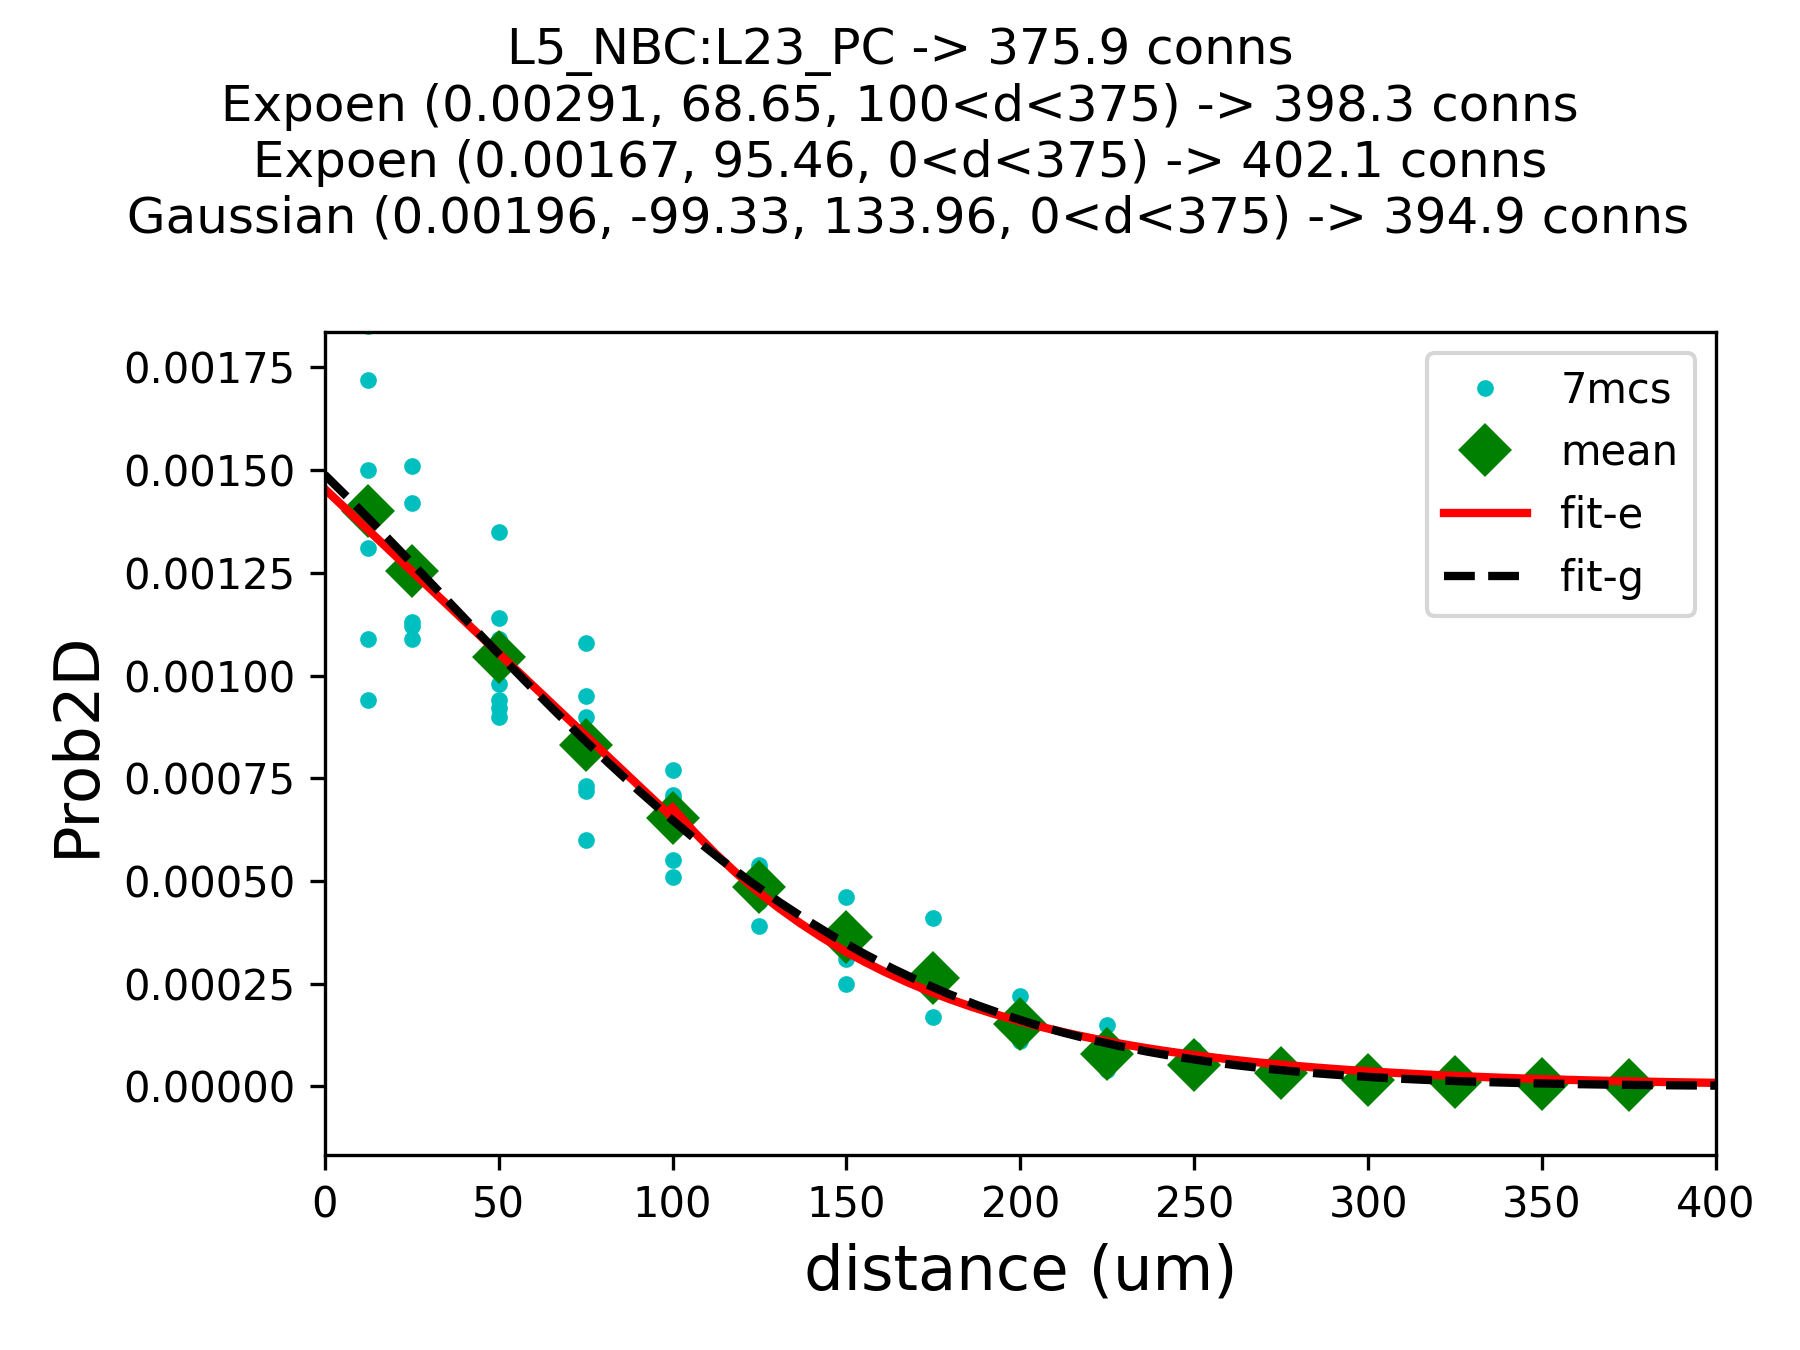 L5_NBC:L23_PC -> 375.9 conns
Expoen (0.00291, 68.65, 100<d<375) -> 398.3 conns
Expoen (0.00167, 95.46, 0<d<375) -> 402.1 conns
Gaussian (0.00196, -99.33, 133.96, 0<d<375) -> 394.9 conns
7mcs
mean
fit-e
fit-g
Prob2D
0.00175
0.00150
0.00125
0.00100
0.00075
0.00050
0.00025
0.00000
0 50 100 150 200 250 300 350 400
distance (um)